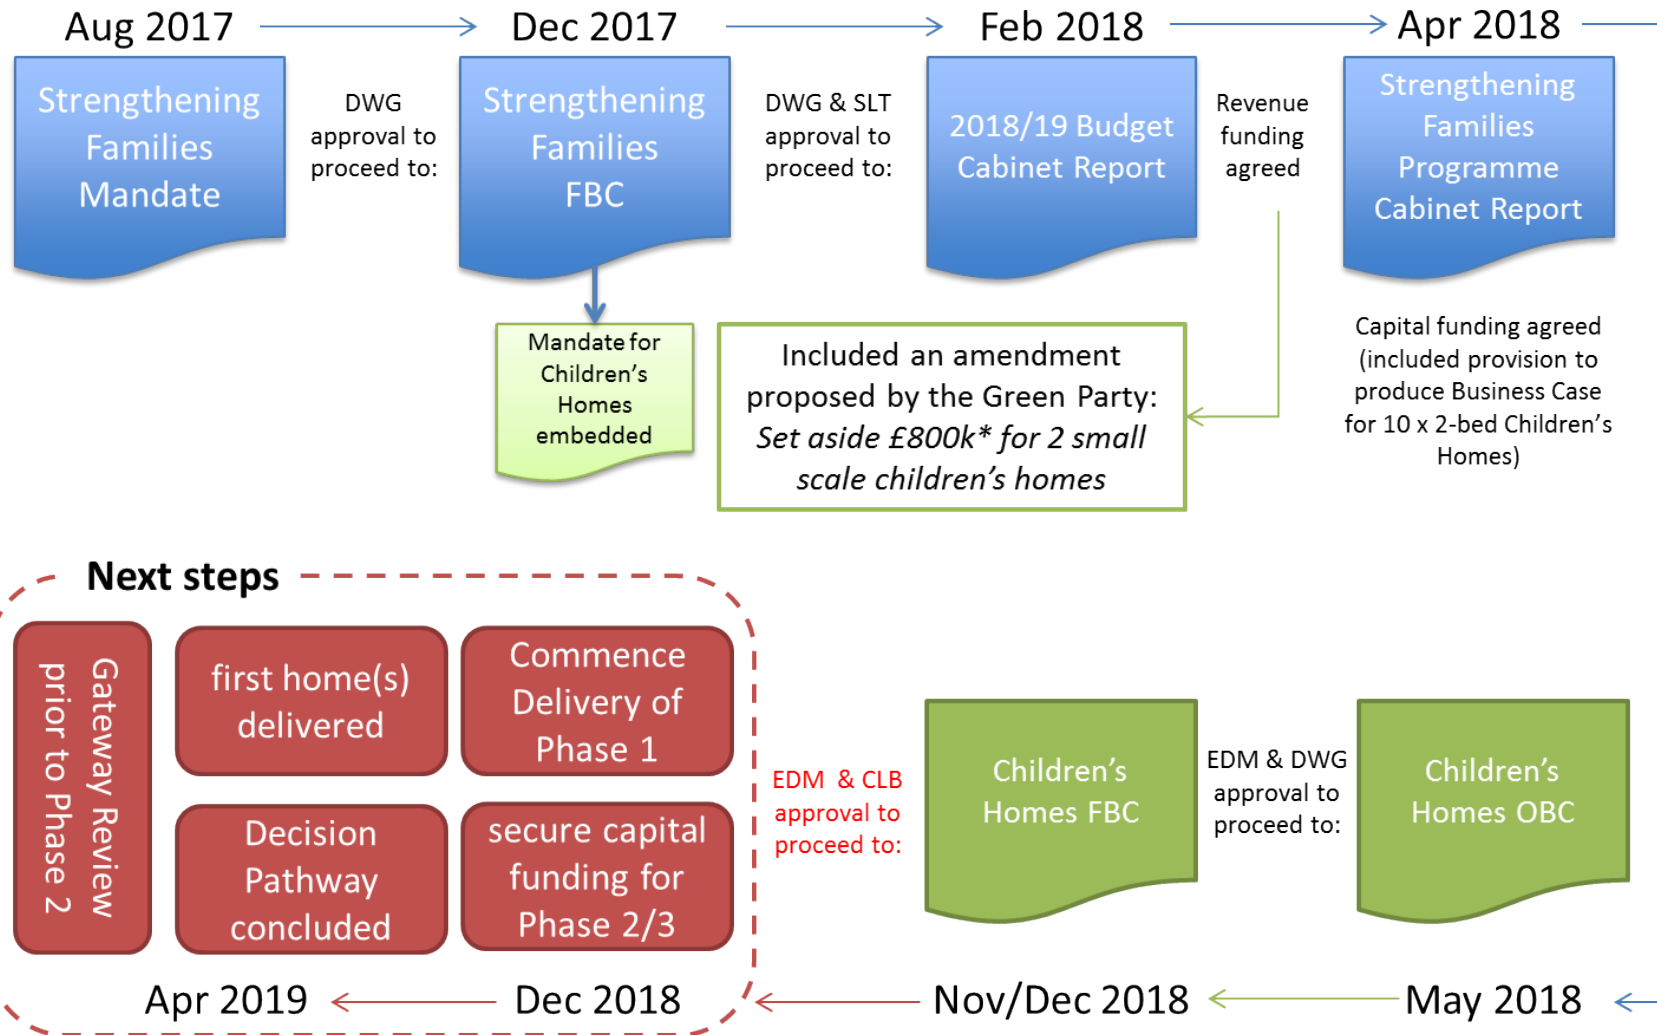 Aug 2017
Dec 2017
Feb 2018
Apr 2018
Strengthening
Families
Mandate
DWG
approval to
proceed to:
Strengthening
Families
FBC
DWG & SLT
approval to
proceed to:
2018/19 Budget
Cabinet Report
Revenue
funding
agreed
Strengthening
Families
Programme
Cabinet Report
Mandate for
Children’s
Homes
embedded
Included an amendment
proposed by the Green Party:
Set aside £800k* for 2 small
scale children’s homes
Capital funding agreed
(included provision to
produce Business Case
for 10 x 2-bed Children’s
Homes)
Next steps
Gateway Review
prior to Phase 2
first home(s)
delivered
Commence
Delivery of
Phase 1
Decision
Pathway
concluded
secure capital
funding for
Phase 2/3
EDM & CLB
approval to
proceed to:
Children’s
Homes FBC
EDM & DWG
approval to
proceed to:
Children’s
Homes OBC
Apr 2019
Dec 2018
Nov/Dec 2018
May 2018